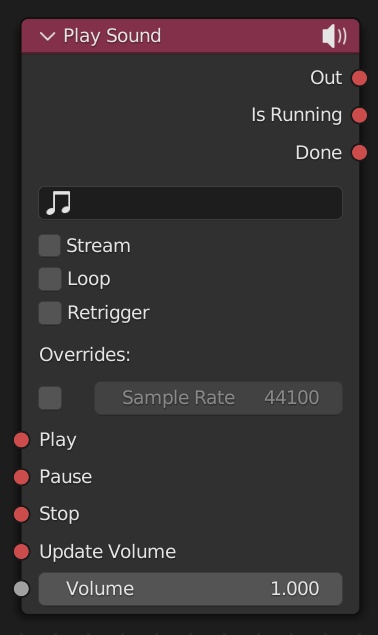 Play Sound
Out
Is Running
Done
Stream
Loop
Retrigger
Overrides:
Sample Rate 44100
Play
Pause
Stop
Update Volume
Volume 1.000